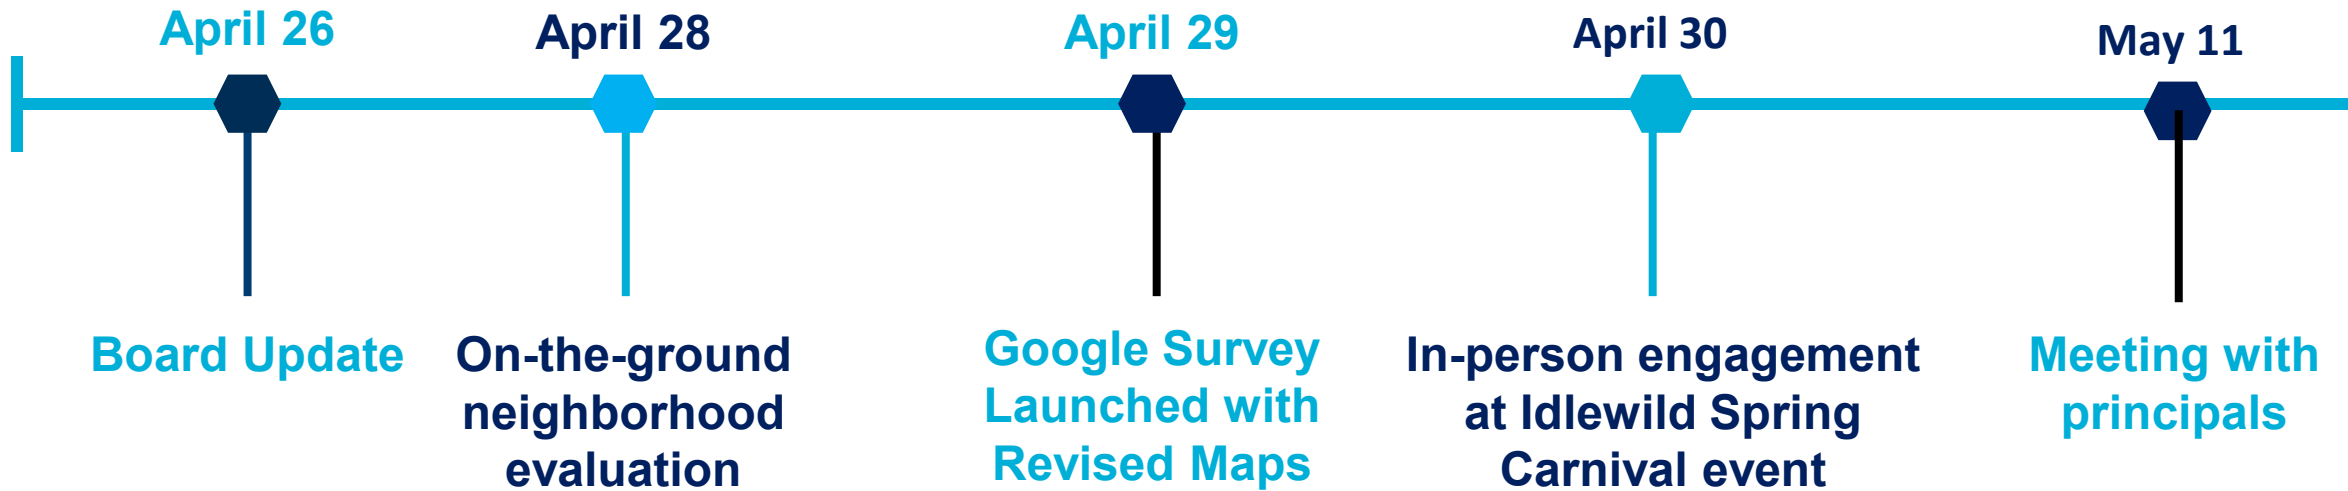 April 26
April 28
April 29
April 30
May 11
Board Update
On-the-ground
neighborhood
evaluation
Google Survey
Launched with
Revised Maps
In-person engagement
at Idlewild Spring
Carnival event
Meeting with
principals